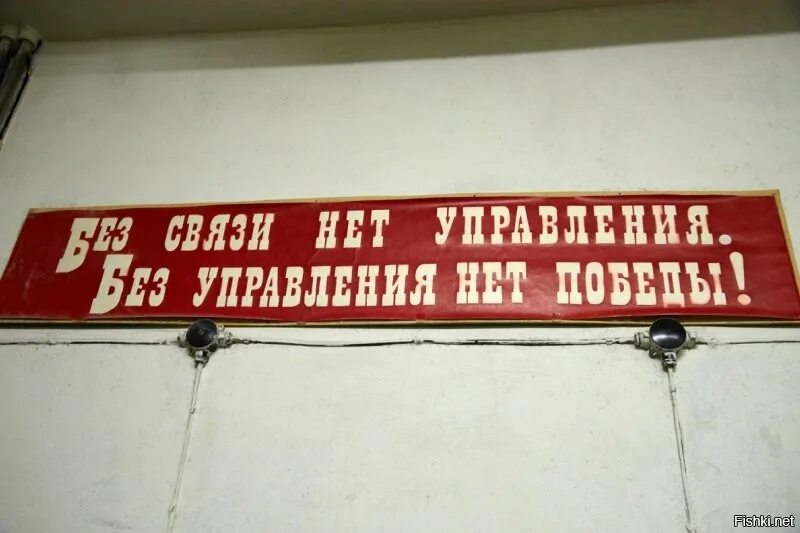 Без связи нет управления.
Без управления нет победы!
Fishki.net